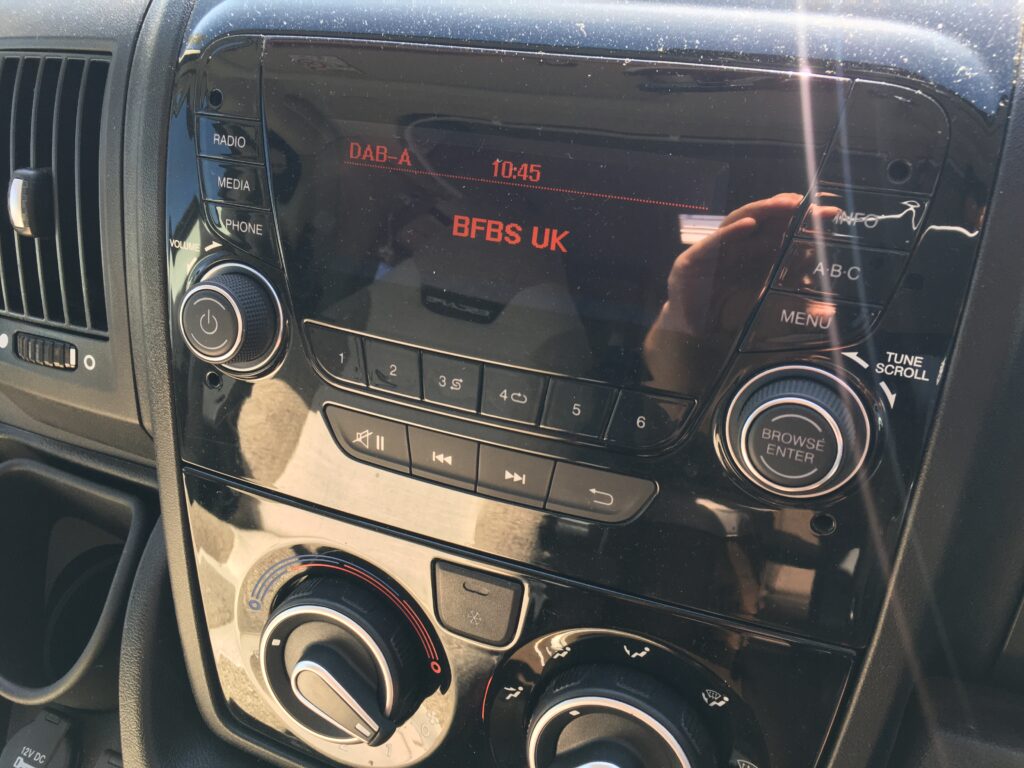 RADIO
MEDIA
PHONE
VOLUME
DAB-A 10:45
BFBS UK
INFO
A·B·C
MENU
TUNE
SCROLL
1 2 3 4 5 6
BROWSE
ENTER
12V DC